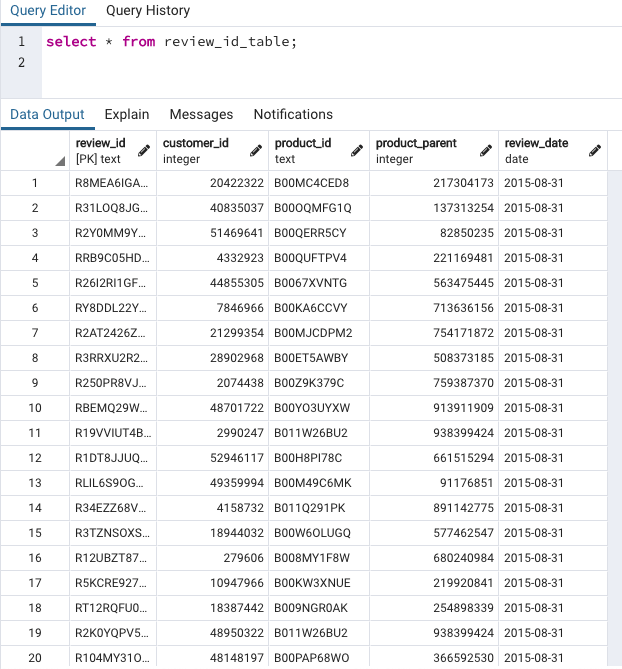 Query Editor Query History
1 select * from review_id_table;
2
Data Output Explain Messages Notifications
review_id customer_id product_id product_parent review_date
[PK] text integer text integer date
1 R8MEA6IGA... 20422322 B00MC4CED8 217304173 2015-08-31
2 R31LOQ8JG... 40835037 B00OQMFG1Q 137313254 2015-08-31
3 R2Y0MM9Y... 51469641 B00QERR5CY 82850235 2015-08-31
4 RRB9C05HD... 4332923 B00QUFTPV4 221169481 2015-08-31
5 R26I2RI1GF... 44855305 B0067XVNTG 563475445 2015-08-31
6 RY8DDL22Y... 7846966 B00KA6CCVY 713636156 2015-08-31
7 R2AT2426Z... 21299354 B00MJCDPM2 754171872 2015-08-31
8 R3RRXU2R2... 28902968 B00ET5AWBY 508373185 2015-08-31
9 R250PR8VJ... 2074438 B00Z9K379C 759387370 2015-08-31
10 RBEMQ29W... 48701722 B00YO3UYXW 913911909 2015-08-31
11 R19VVIUT4B... 2990247 B011W26BU2 938399424 2015-08-31
12 R1DT8JJUQ... 52946117 B00H8PI78C 661515294 2015-08-31
13 RLIL6S9OG... 49359994 B00M49C6MK 91176851 2015-08-31
14 R34EZZ68V... 4158732 B011Q291PK 891142775 2015-08-31
15 R3TZNSOXS... 18944032 B00W6OLUGQ 577462547 2015-08-31
16 R12UBZT87... 279606 B008MY1F8W 680240984 2015-08-31
17 R5KCRE927... 10947966 B00KW3XNUE 219920841 2015-08-31
18 RT12RQFU0... 18387442 B009NGR0AK 254898339 2015-08-31
19 R2K0YQPV5... 48950322 B011W26BU2 938399424 2015-08-31
20 R104MY31O... 48148197 B00PAP68WO 366592530 2015-08-31